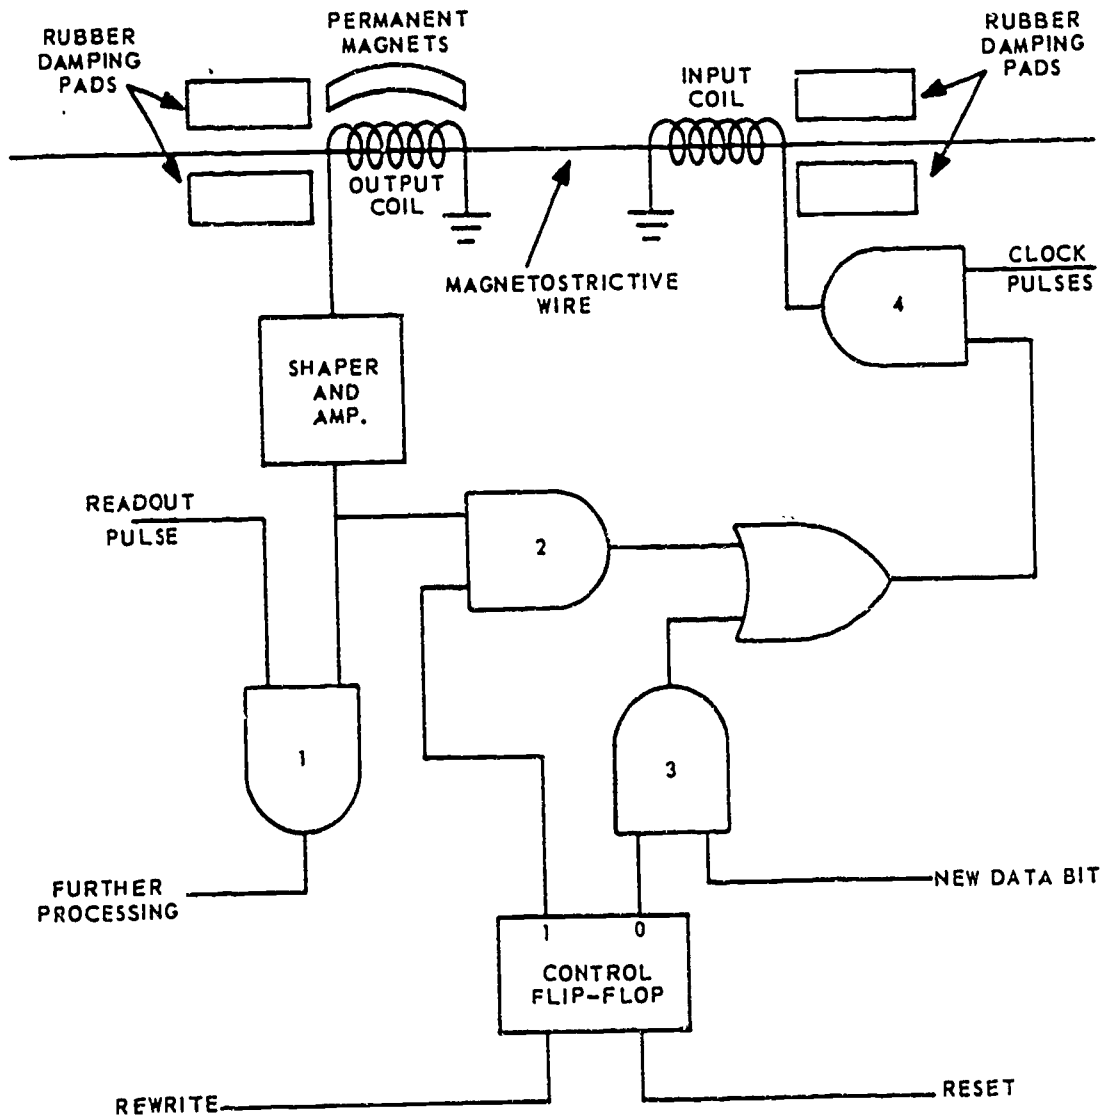 RUBBER
DAMPING
PADS
PERMANENT
MAGNETS
INPUT
COIL
RUBBER
DAMPING
PADS
OUTPUT
COIL
MAGNETOSTRICTIVE
WIRE
CLOCK
PULSES
4
SHAPER
AND
AMP.
READOUT
PULSE
2
1
3
FURTHER
PROCESSING
NEW DATA BIT
1 0
CONTROL
FLIP-FLOP
REWRITE
RESET